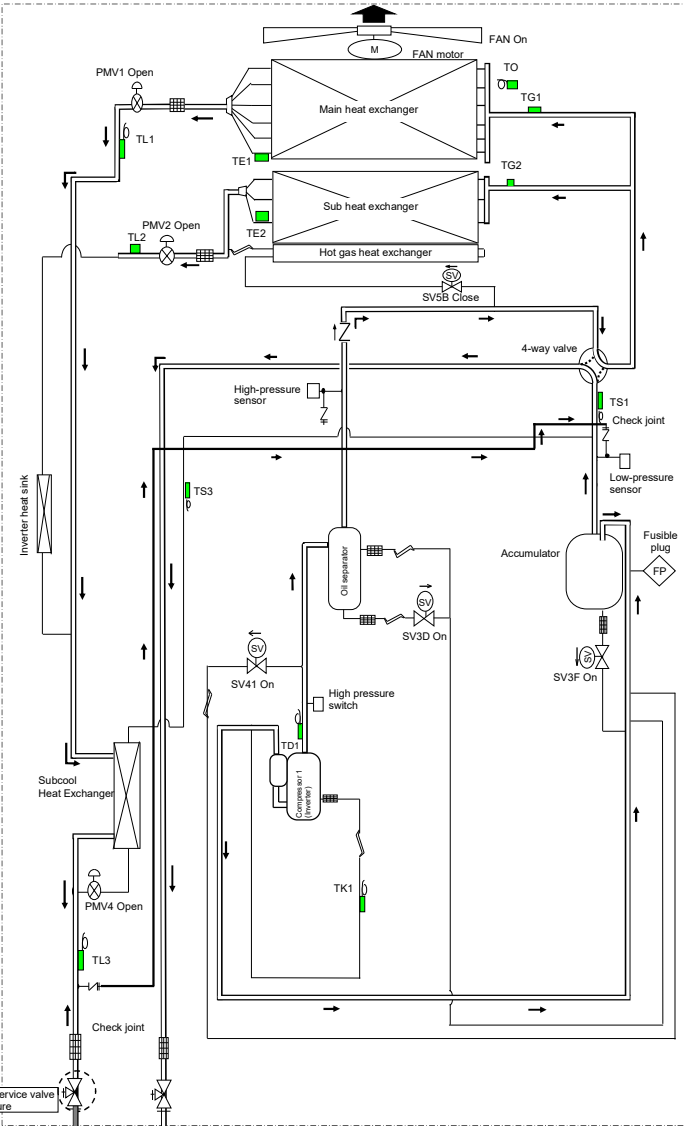 FAN On
M
FAN motor
PMV1 Open
TO
TG1
Main heat exchanger
TL1
TE1
TG2
Sub heat exchanger
PMV2 Open
TE2
TL2
Hot gas heat exchanger
SV
SV5B Close
4-way valve
High-pressure
sensor
TS1
Check joint
Low-pressure
sensor
TS3
Inverter heat sink
Accumulator
Fusible
plug
FP
Oil separator
SV
SV3D On
SV
SV41 On
SV
SV3F On
High pressure
switch
TD1
Compressor 1
(Inverter)
Subcool
Heat Exchanger
TK1
PMV4 Open
TL3
Check joint
ervice valve
ure